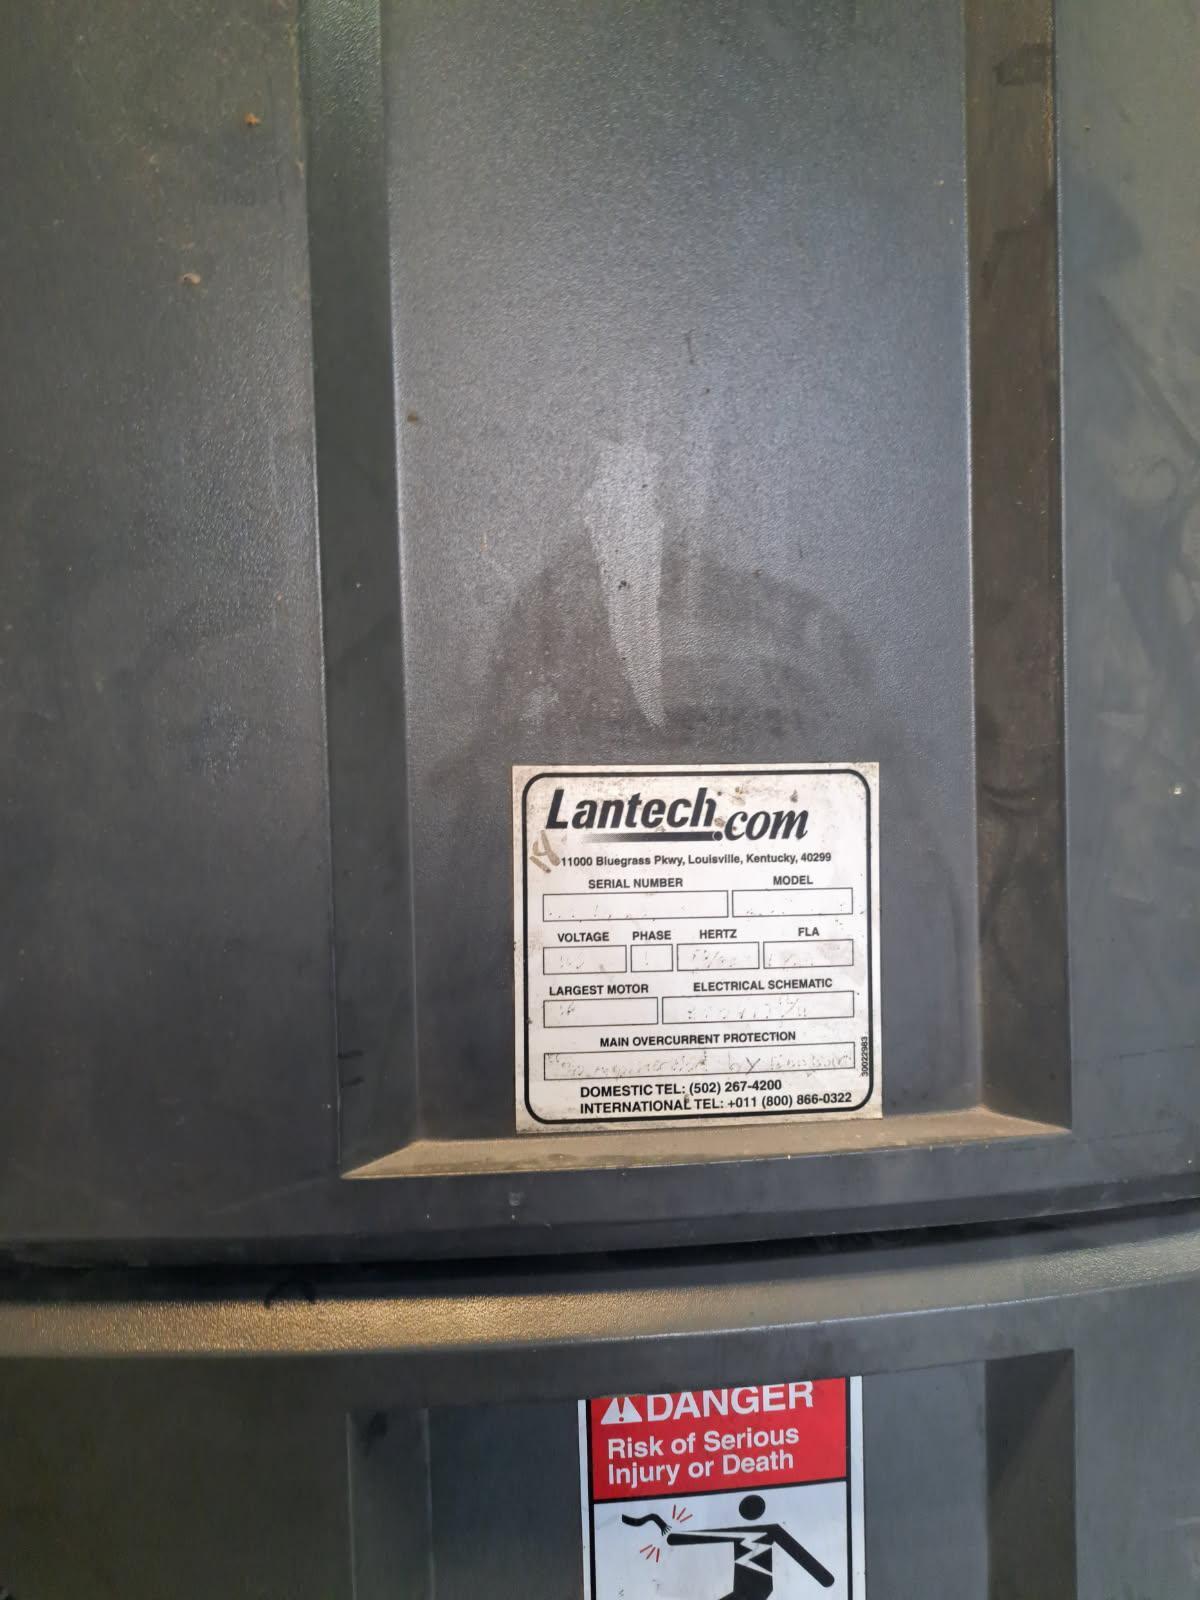 Lantech.com
11000 Bluegrass Pkwy, Louisville, Kentucky, 40299
SERIAL NUMBER MODEL
VOLTAGE PHASE HERTZ FLA
LARGEST MOTOR ELECTRICAL SCHEMATIC
MAIN OVERCURRENT PROTECTION
by
30022983
DOMESTIC TEL: (502) 267-4200
INTERNATIONAL TEL: +011 (800) 866-0322
DANGER
Risk of Serious
Injury or Death